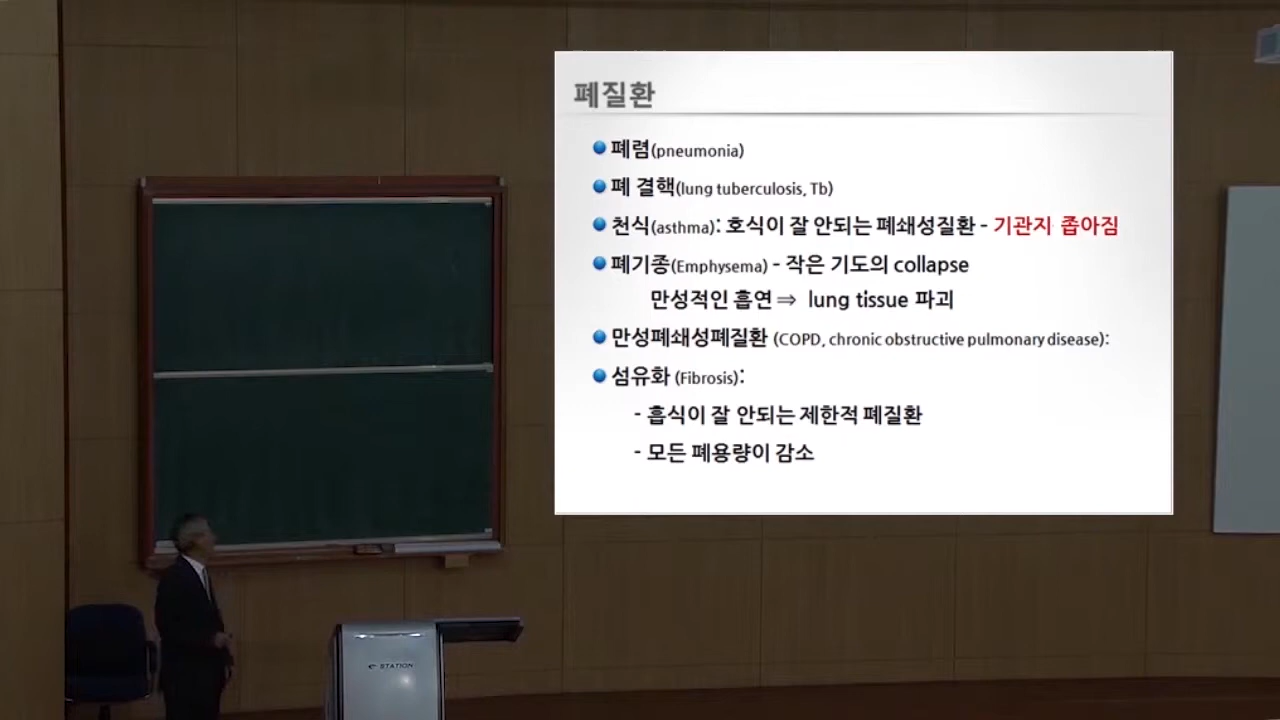 폐질환
폐렴(pneumonia)
폐 결핵(lung tuberculosis, Tb)
천식(asthma): 호식이 잘 안되는 폐쇄성질환 - 기관지 좁아짐
폐기종(Emphysema) - 작은 기도의 collapse
만성적인 흡연 ⇒ lung tissue 파괴
만성폐쇄성폐질환 (COPD, chronic obstructive pulmonary disease):
섬유화 (Fibrosis):
- 흡식이 잘 안되는 제한적 폐질환
- 모든 폐용량이 감소
e-STATION